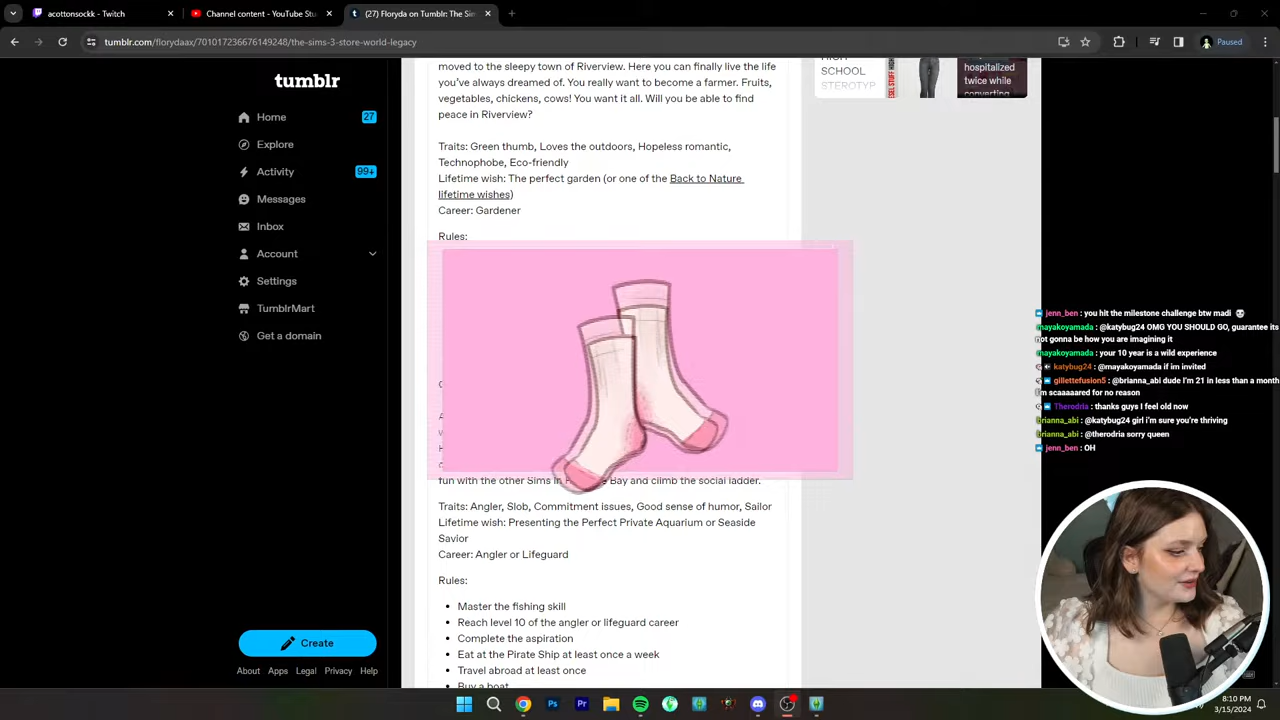 acottonsockk - Twitch
Channel content - YouTube Stu
(27) Floryda on Tumblr: The Sin
tumblr.com/florydaax/701017236676149248/the-sims-3-store-world-legacy
Paused
tumblr
Home
27
Explore
Activity
99+
Messages
Inbox
Account
Settings
TumblrMart
Get a domain
Create
About
Apps
Legal
Privacy
Help
moved to the sleepy town of Riverview. Here you can finally live the life
you've always dreamed of. You really want to become a farmer. Fruits,
vegetables, chickens, cows! You want it all. Will you be able to find
peace in Riverview?
Traits: Green thumb, Loves the outdoors, Hopeless romantic,
Technophobe, Eco-friendly
Lifetime wish: The perfect garden (or one of the Back to Nature
lifetime wishes)
Career: Gardener
Rules:
fun with the other Sims in Bay and climb the social ladder.
Traits: Angler, Slob, Commitment issues, Good sense of humor, Sailor
Lifetime wish: Presenting the Perfect Private Aquarium or Seaside
Savior
Career: Angler or Lifeguard
Rules:
• Master the fishing skill
• Reach level 10 of the angler or lifeguard career
• Complete the aspiration
• Eat at the Pirate Ship at least once a week
• Travel abroad at least once
• Buy a boat
SCHOOL
STEROTYP
hospitalized
twice while
converting
jenn_ben : you hit the milestone challenge btw madi
mayakoyamada : @katybug24 OMG YOU SHOULD GO, guarantee its
not gonna be how you are imagining it
mayakoyamada : your 10 year is a wild experience
katybug24 : @mayakoyamada if im invited
gillettefusion5 : @brianna_abi dude I'm 21 in less than a month
I'm scaaaaared for no reason
Therodria : thanks guys I feel old now
brianna_abi : @katybug24 girl i'm sure you're thriving
brianna_abi : @therodria sorry queen
jenn_ben : OH
8:10 PM
3/15/2024